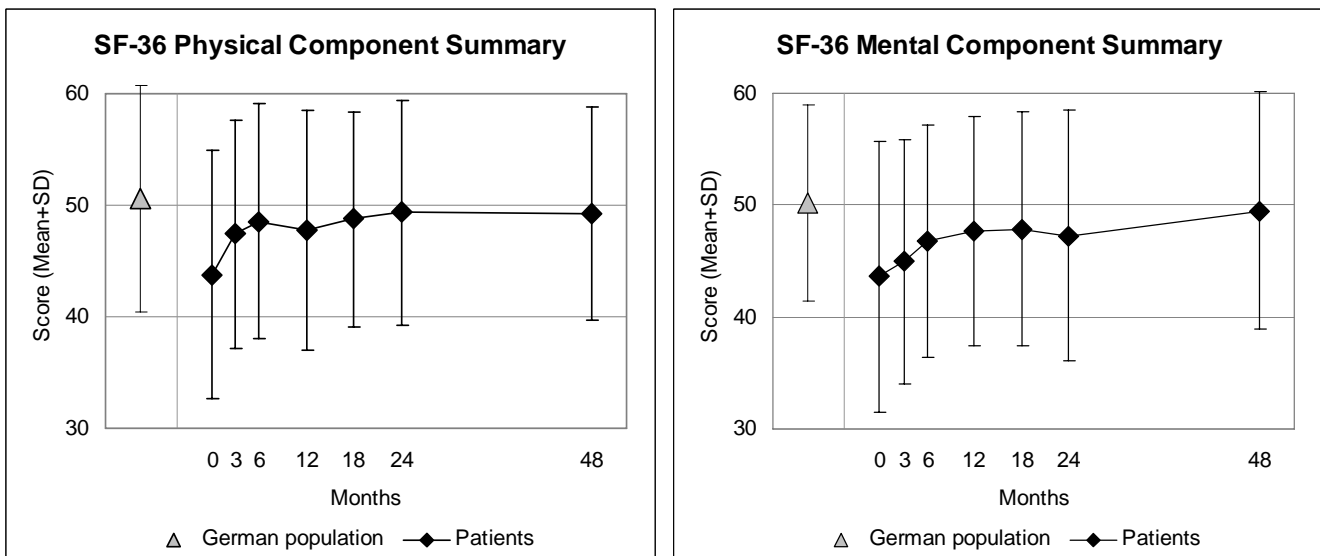 SF-36 Physical Component Summary
60
50
40
30
Score (Mean+SD)
0 3 6 12 18 24 48
Months
German population Patients
SF-36 Mental Component Summary
60
50
40
30
Score (Mean+SD)
0 3 6 12 18 24 48
Months
German population Patients